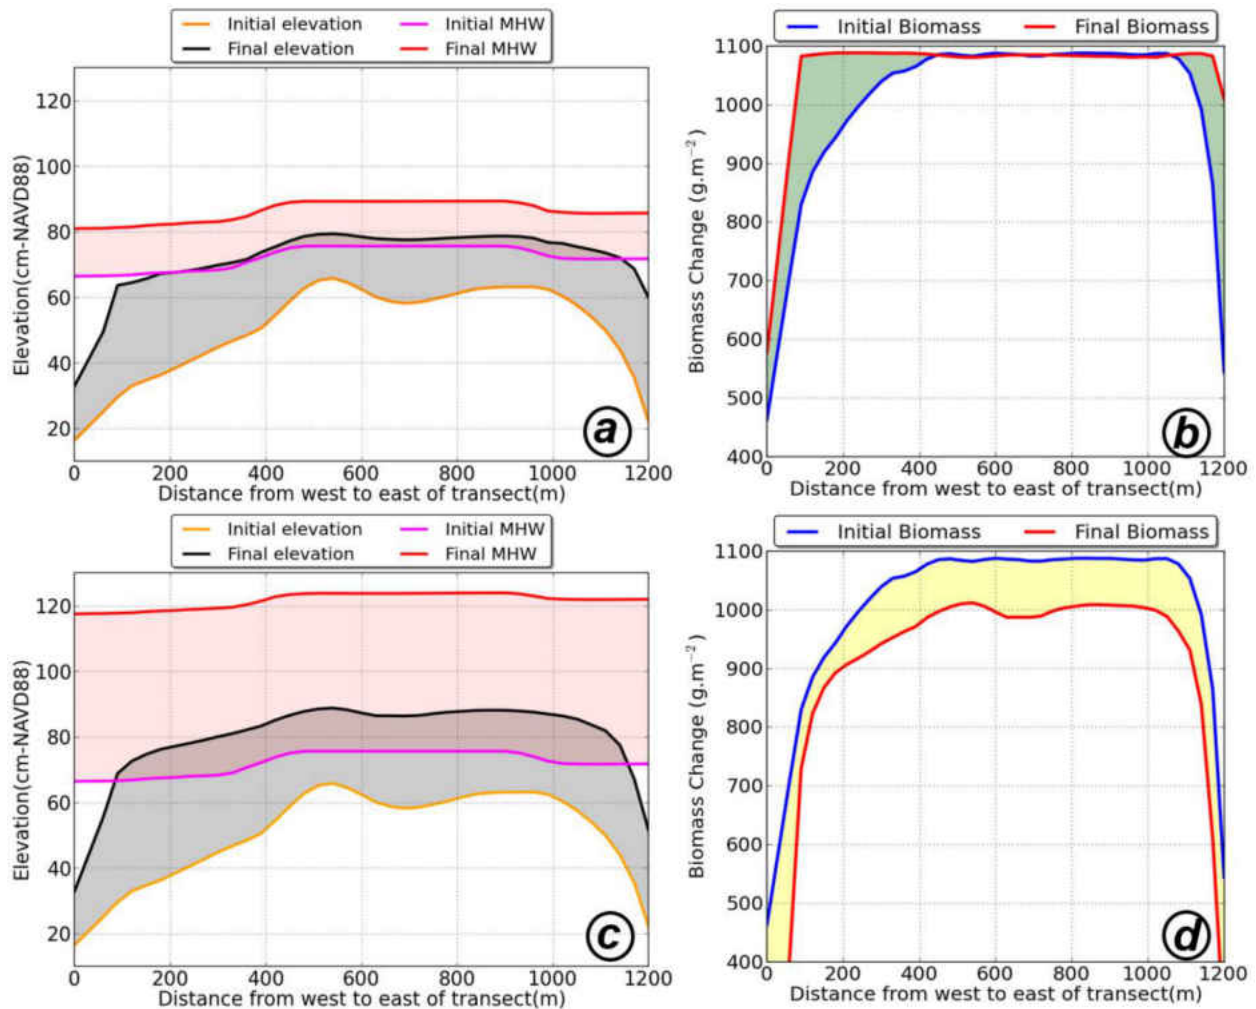 Initial elevation Initial MHW
Final elevation Final MHW
120
100
80
60
40
20
Elevation(cm-NAVD88)
0 200 400 600 800 1000 1200
Distance from west to east of transect(m)
a
Initial Biomass Final Biomass
1100
1000
900
800
700
600
500
400
Biomass Change (g.m⁻²)
0 200 400 600 800 1000 1200
Distance from west to east of transect(m)
b
Initial elevation Initial MHW
Final elevation Final MHW
120
100
80
60
40
20
Elevation(cm-NAVD88)
0 200 400 600 800 1000 1200
Distance from west to east of transect(m)
c
Initial Biomass Final Biomass
1100
1000
900
800
700
600
500
400
Biomass Change (g.m⁻²)
0 200 400 600 800 1000 1200
Distance from west to east of transect(m)
d